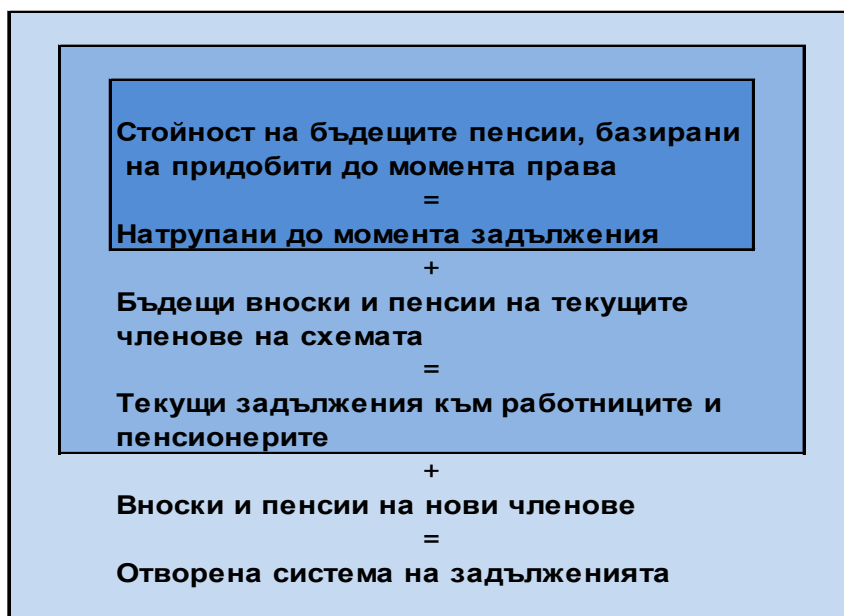 Стойност на бъдещите пенсии, базирани
на придобити до момента права
=
Натрупани до момента задължения
+
Бъдещи вноски и пенсии на текущите
членове на схемата
=
Текущи задължения към работниците и
пенсионерите
+
Вноски и пенсии на нови членове
=
Отворена система на задълженията